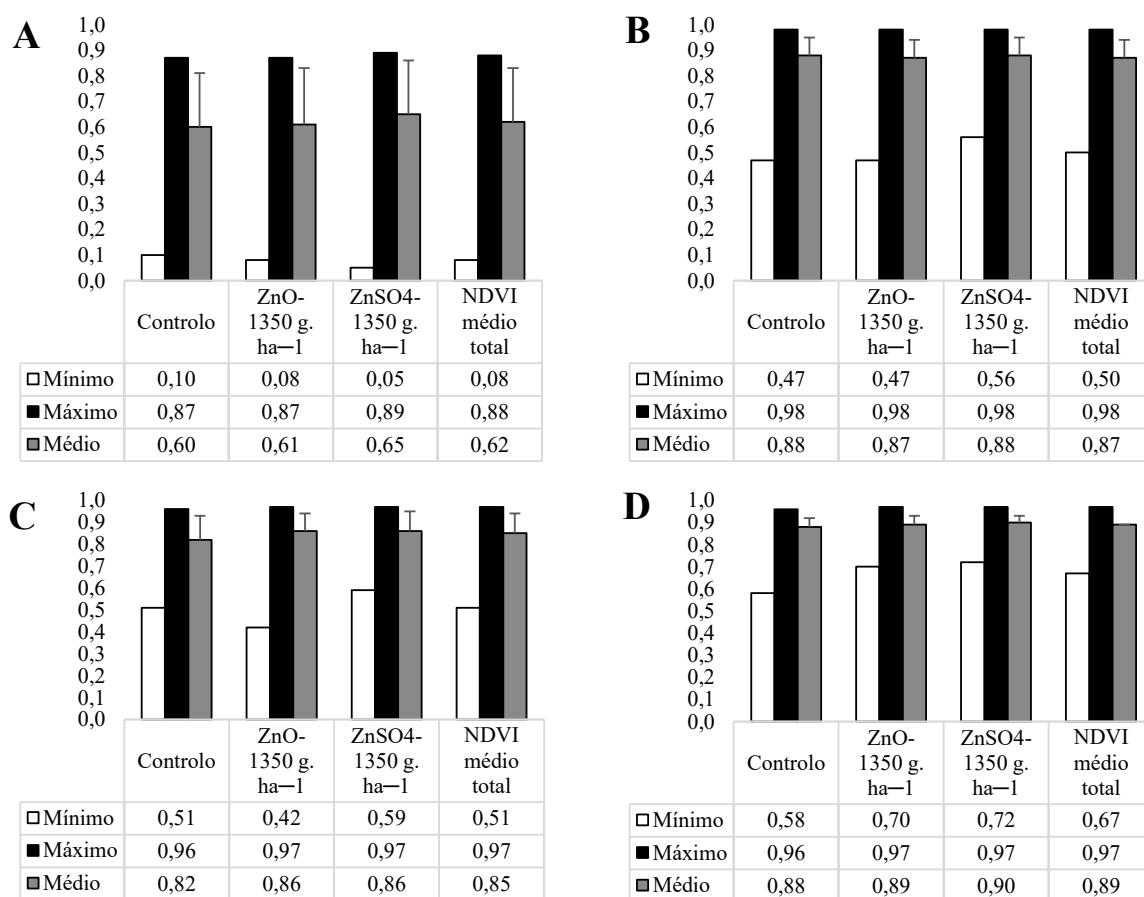 A
1,0
0,9
0,8
0,7
0,6
0,5
0,4
0,3
0,2
0,1
0,0
Controlo ZnO-1350 g. ha—1 ZnSO4-1350 g. ha—1 NDVI médio total
Mínimo 0,10 0,08 0,05 0,08
Máximo 0,87 0,87 0,89 0,88
Médio 0,60 0,61 0,65 0,62
B
1,0
0,9
0,8
0,7
0,6
0,5
0,4
0,3
0,2
0,1
0,0
Controlo ZnO-1350 g. ha—1 ZnSO4-1350 g. ha—1 NDVI médio total
Mínimo 0,47 0,47 0,56 0,50
Máximo 0,98 0,98 0,98 0,98
Médio 0,88 0,87 0,88 0,87
C
1,0
0,9
0,8
0,7
0,6
0,5
0,4
0,3
0,2
0,1
0,0
Controlo ZnO-1350 g. ha—1 ZnSO4-1350 g. ha—1 NDVI médio total
Mínimo 0,51 0,42 0,59 0,51
Máximo 0,96 0,97 0,97 0,97
Médio 0,82 0,86 0,86 0,85
D
1,0
0,9
0,8
0,7
0,6
0,5
0,4
0,3
0,2
0,1
0,0
Controlo ZnO-1350 g. ha—1 ZnSO4-1350 g. ha—1 NDVI médio total
Mínimo 0,58 0,70 0,72 0,67
Máximo 0,96 0,97 0,97 0,97
Médio 0,88 0,89 0,90 0,89